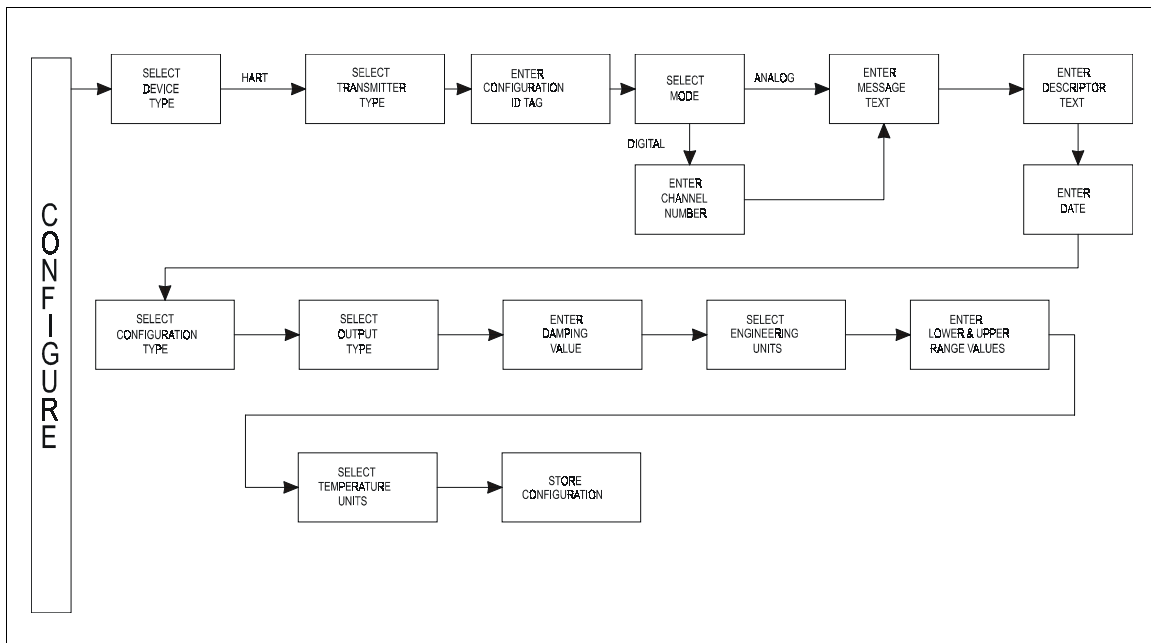 CONFIGURE
SELECT
DEVICE
TYPE
HART
SELECT
TRANSMITTER
TYPE
ENTER
CONFIGURATION
ID TAG
SELECT
MODE
ANALOG
ENTER
MESSAGE
TEXT
ENTER
DESCRIPTOR
TEXT
DIGITAL
ENTER
CHANNEL
NUMBER
ENTER
DATE
SELECT
CONFIGURATION
TYPE
SELECT
OUTPUT
TYPE
ENTER
DAMPING
VALUE
SELECT
ENGINEERING
UNITS
ENTER
LOWER & UPPER
RANGE VALUES
SELECT
TEMPERATURE
UNITS
STORE
CONFIGURATION